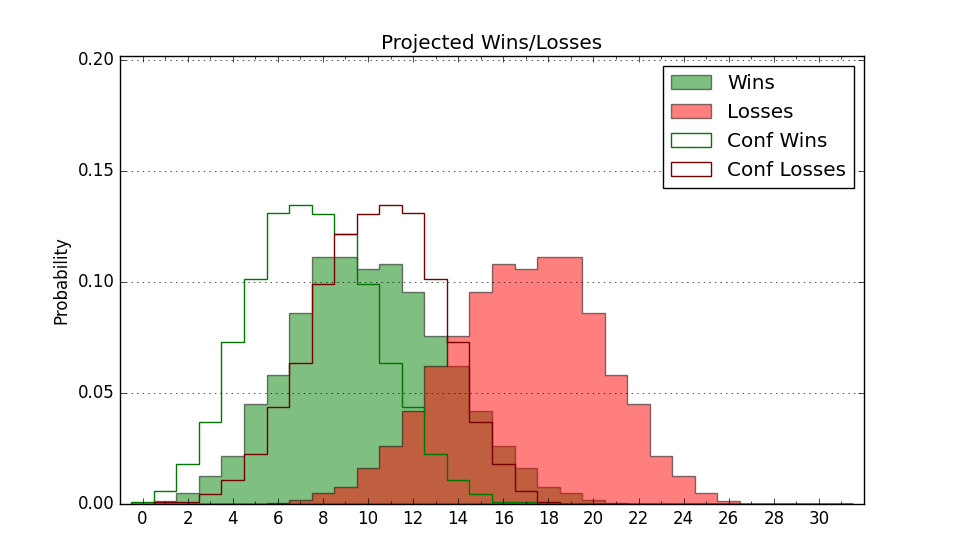 Projected Wins/Losses
Probability
0.20
0.15
0.10
0.05
0.00
Wins
Losses
Conf Wins
Conf Losses
0 2 4 6 8 10 12 14 16 18 20 22 24 26 28 30